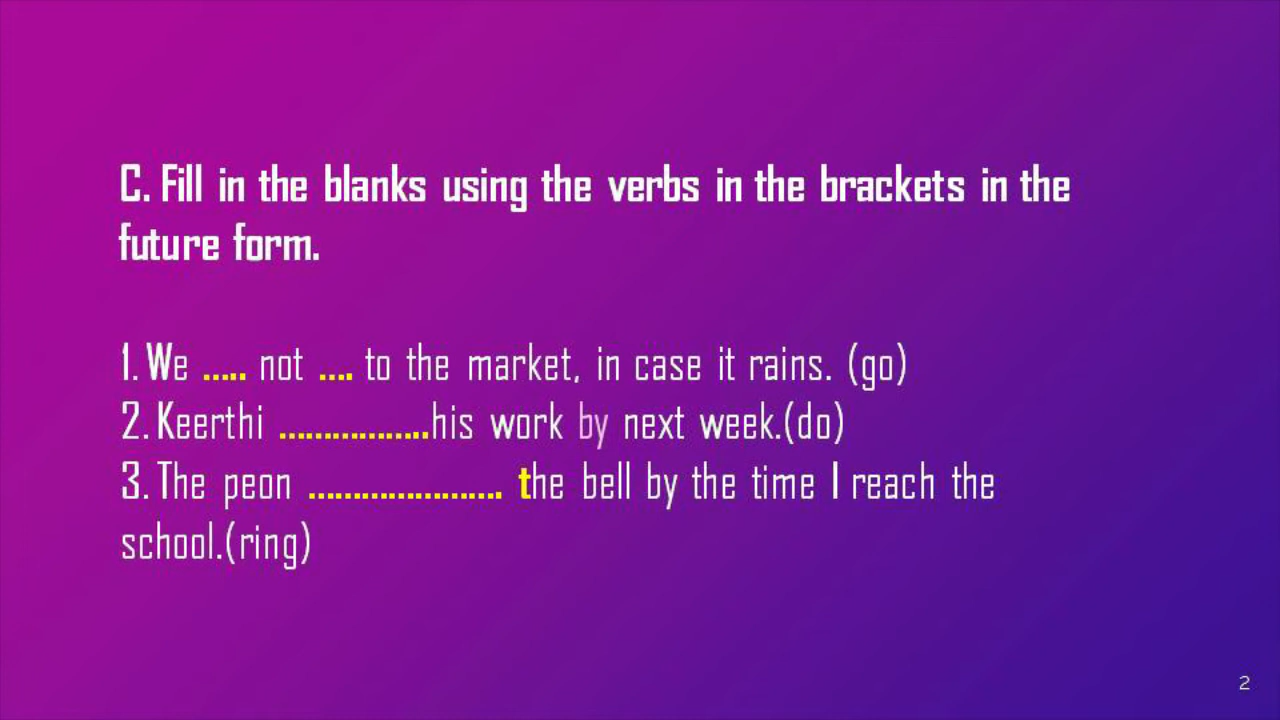 C. Fill in the blanks using the verbs in the brackets in the
future form.
1. We ..... not .... to the market, in case it rains. (go)
2. Keerthi .................his work by next week.(do)
3. The peon ...................... the bell by the time I reach the
school.(ring)
2